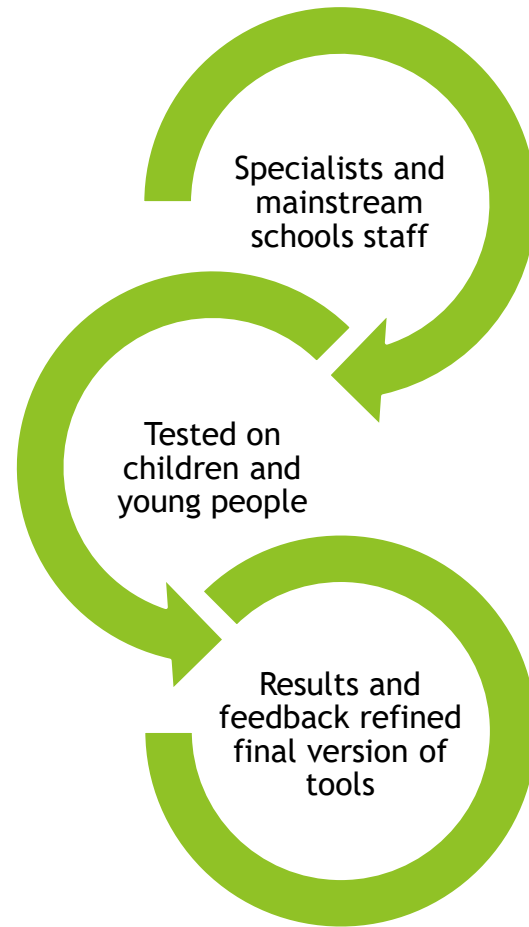 Specialists and
mainstream
schools staff
Tested on
children and
young people
Results and
feedback refined
final version of
tools